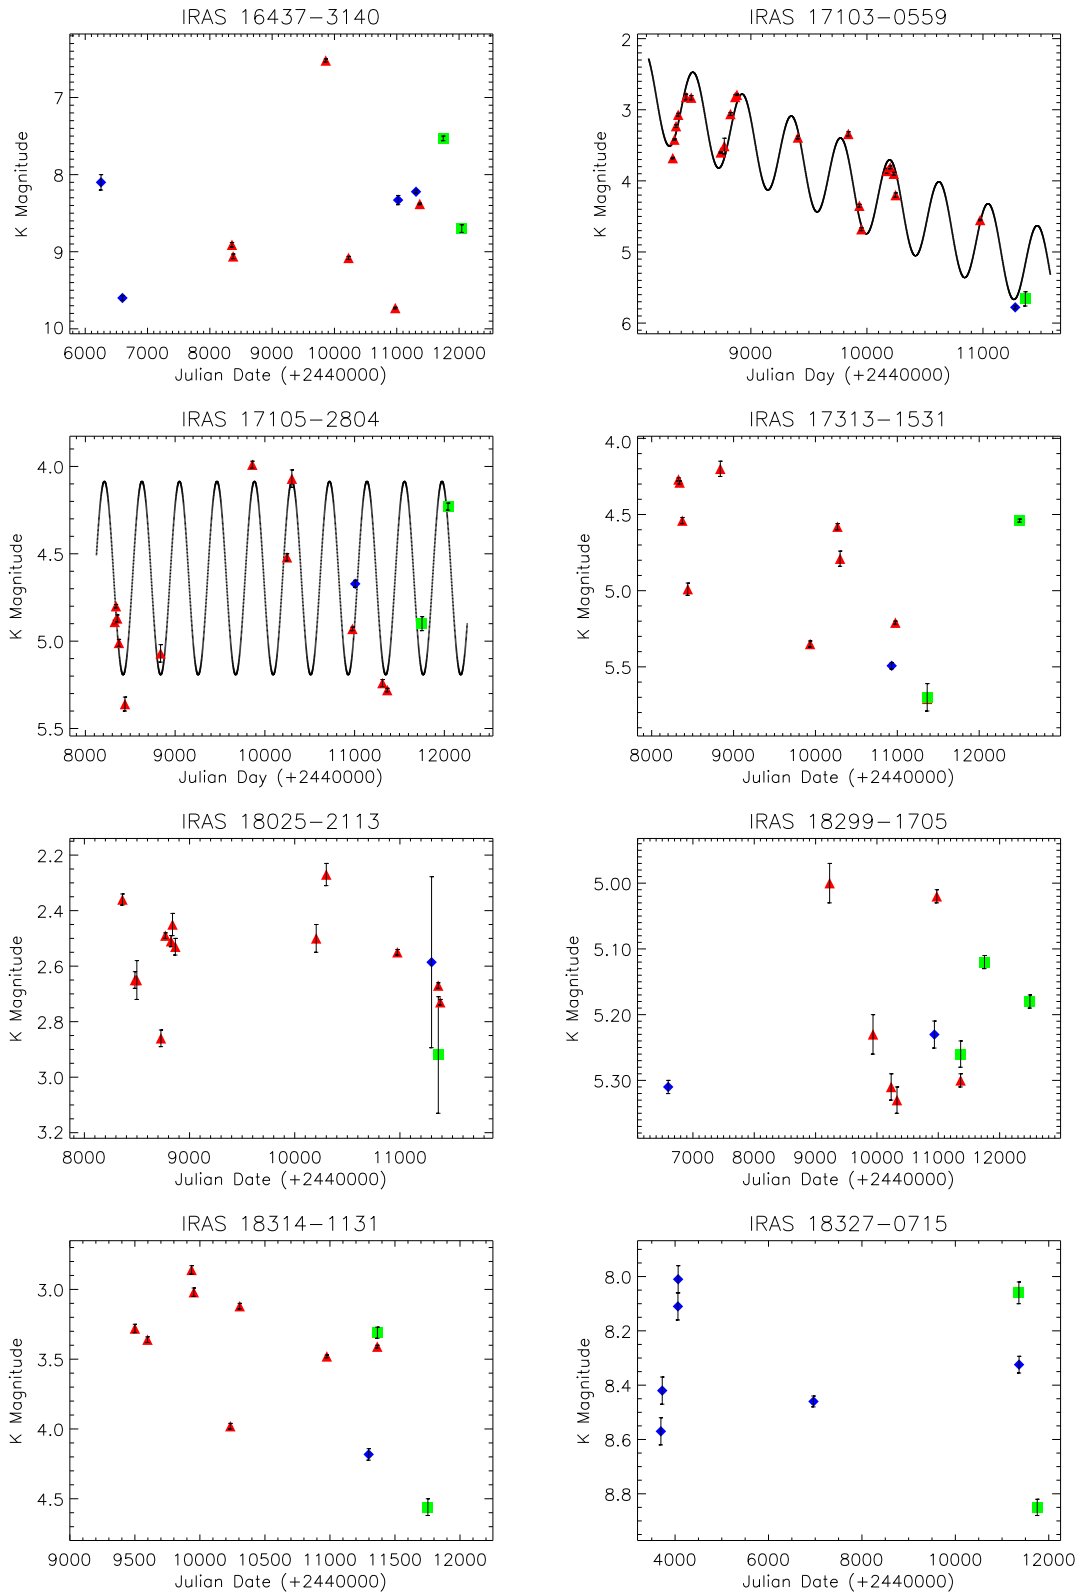 IRAS 16437−3140
K Magnitude
7
8
9
10
6000 7000 8000 9000 10000 11000 12000
Julian Date (+2440000)
IRAS 17103−0559
K Magnitude
2
3
4
5
6
9000 10000 11000
Julian Day (+2440000)
IRAS 17105−2804
K Magnitude
4.0
4.5
5.0
5.5
8000 9000 10000 11000 12000
Julian Day (+2440000)
IRAS 17313−1531
K Magnitude
4.0
4.5
5.0
5.5
8000 9000 10000 11000 12000
Julian Date (+2440000)
IRAS 18025−2113
K Magnitude
2.2
2.4
2.6
2.8
3.0
3.2
8000 9000 10000 11000
Julian Date (+2440000)
IRAS 18299−1705
K Magnitude
5.00
5.10
5.20
5.30
7000 8000 9000 10000 11000 12000
Julian Date (+2440000)
IRAS 18314−1131
K Magnitude
3.0
3.5
4.0
4.5
9000 9500 10000 10500 11000 11500 12000
Julian Date (+2440000)
IRAS 18327−0715
K Magnitude
8.0
8.2
8.4
8.6
8.8
4000 6000 8000 10000 12000
Julian Date (+2440000)